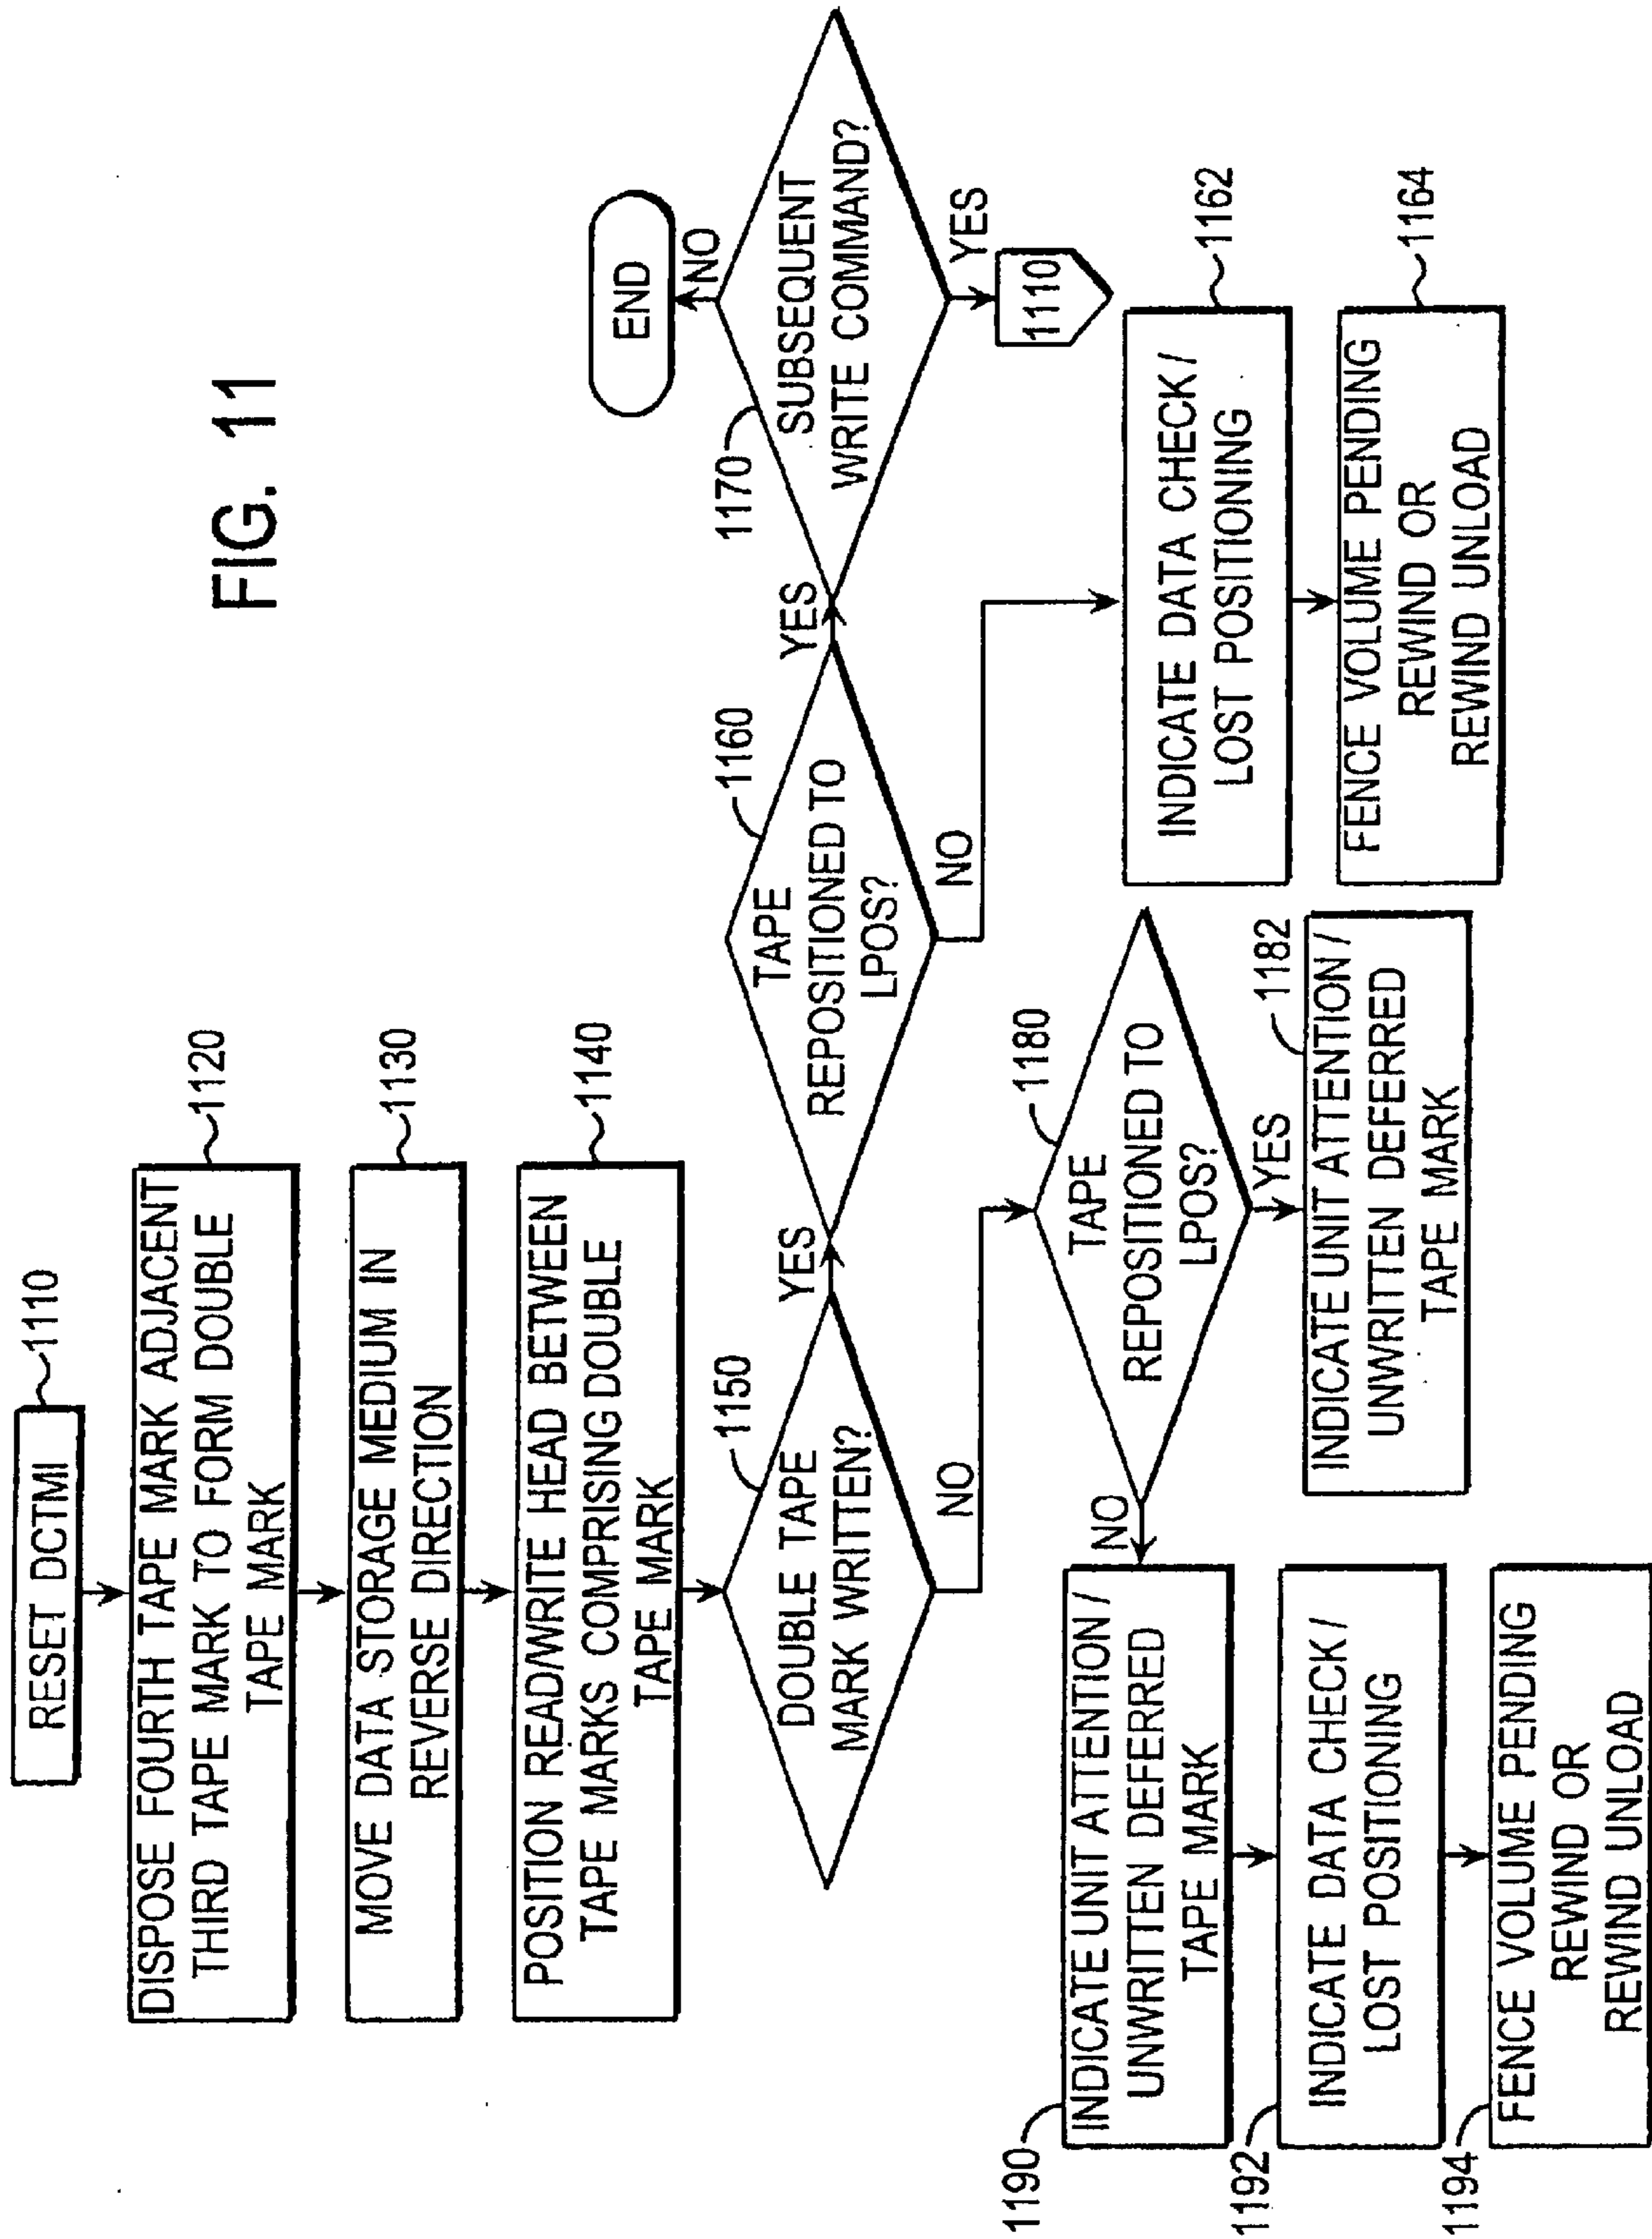 FIG. 11
RESET DCTMI
1110
DISPOSE FOURTH TAPE MARK ADJACENT
THIRD TAPE MARK TO FORM DOUBLE
TAPE MARK
1120
MOVE DATA STORAGE MEDIUM IN
REVERSE DIRECTION
1130
POSITION READ/WRITE HEAD BETWEEN
TAPE MARKS COMPRISING DOUBLE
TAPE MARK
1140
DOUBLE TAPE
MARK WRITTEN?
1150
YES
NO
TAPE
REPOSITIONED TO
LPOS?
1160
YES
NO
SUBSEQUENT
WRITE COMMAND?
1170
NO
END
YES
1110
INDICATE DATA CHECK /
LOST POSITIONING
1162
FENCE VOLUME PENDING
REWIND OR
REWIND UNLOAD
1164
TAPE
REPOSITIONED TO
LPOS?
1180
YES
NO
INDICATE UNIT ATTENTION /
UNWRITTEN DEFERRED
TAPE MARK
1182
INDICATE UNIT ATTENTION /
UNWRITTEN DEFERRED
TAPE MARK
1190
INDICATE DATA CHECK /
LOST POSITIONING
1192
FENCE VOLUME PENDING
REWIND OR
REWIND UNLOAD
1194